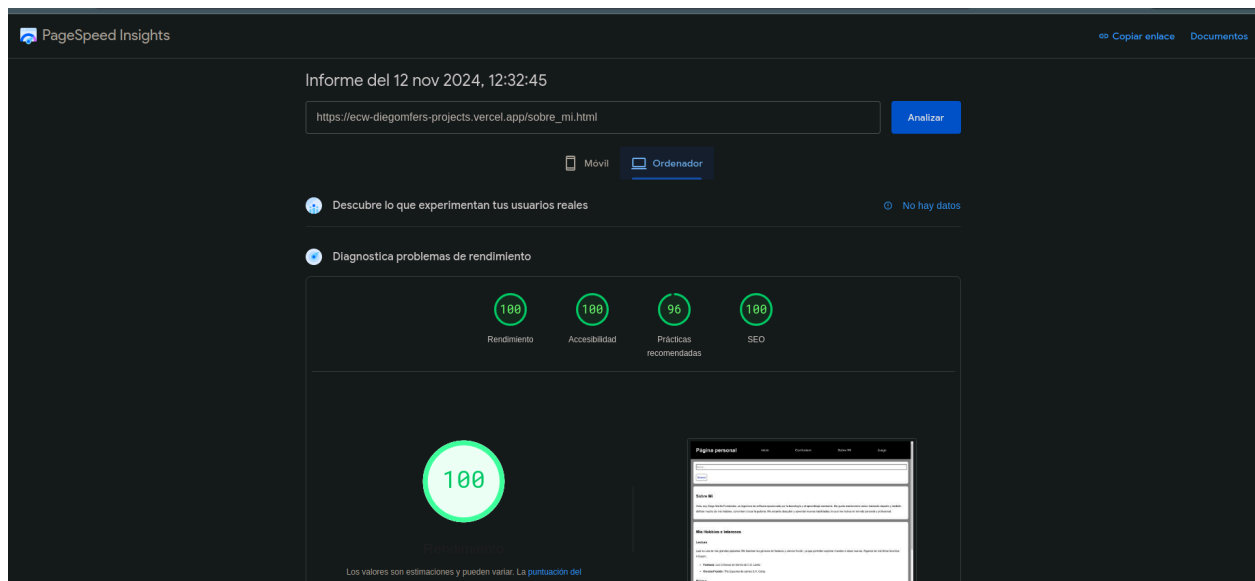 PageSpeed Insights
Copiar enlace Documentos
Informe del 12 nov 2024, 12:32:45
https://ecw-diegomfers-projects.vercel.app/sobre_mi.html
Analizar
Móvil Ordenador
Descubre lo que experimentan tus usuarios reales
No hay datos
Diagnostica problemas de rendimiento
100 100 96 100
Rendimiento Accesibilidad Prácticas recomendadas SEO
100
Rendimiento
Los valores son estimaciones y pueden variar. La puntuación del
Página personal
Sobre Mí
Mis Hobbies e Intereses